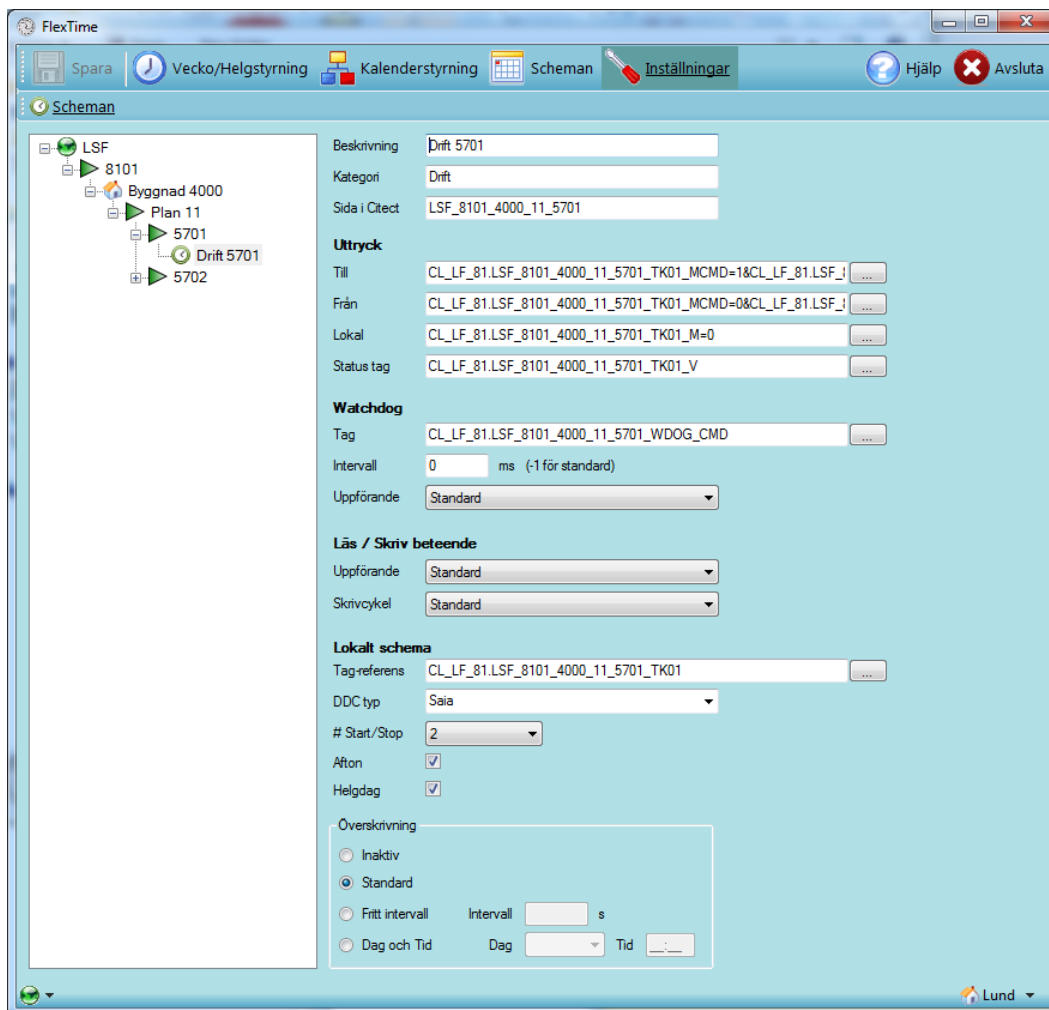 FlexTime
Spara Vecko/Helgstyrning Kalenderstyrning Scheman Inställningar Hjälp Avsluta
Scheman
LSF
8101
Byggnad 4000
Plan 11
5701
Drift 5701
5702
Beskrivning Drift 5701
Kategori Drift
Sida i Citect LSF_8101_4000_11_5701
Uttryck
Till CL_LF_81.LSF_8101_4000_11_5701_TK01_MCMD=1&CL_LF_81.LSF_ ...
Från CL_LF_81.LSF_8101_4000_11_5701_TK01_MCMD=0&CL_LF_81.LSF_ ...
Lokal CL_LF_81.LSF_8101_4000_11_5701_TK01_M=0 ...
Status tag CL_LF_81.LSF_8101_4000_11_5701_TK01_V ...
Watchdog
Tag CL_LF_81.LSF_8101_4000_11_5701_WDOG_CMD ...
Intervall 0 ms (-1 för standard)
Uppförande Standard
Läs / Skriv beteende
Uppförande Standard
Skrivcykel Standard
Lokalt schema
Tag-referens CL_LF_81.LSF_8101_4000_11_5701_TK01 ...
DDC typ Saia
# Start/Stop 2
Afton
Helgdag
Överskrivning
Inaktiv
Standard
Fritt intervall Intervall s
Dag och Tid Dag Tid __:__
Lund